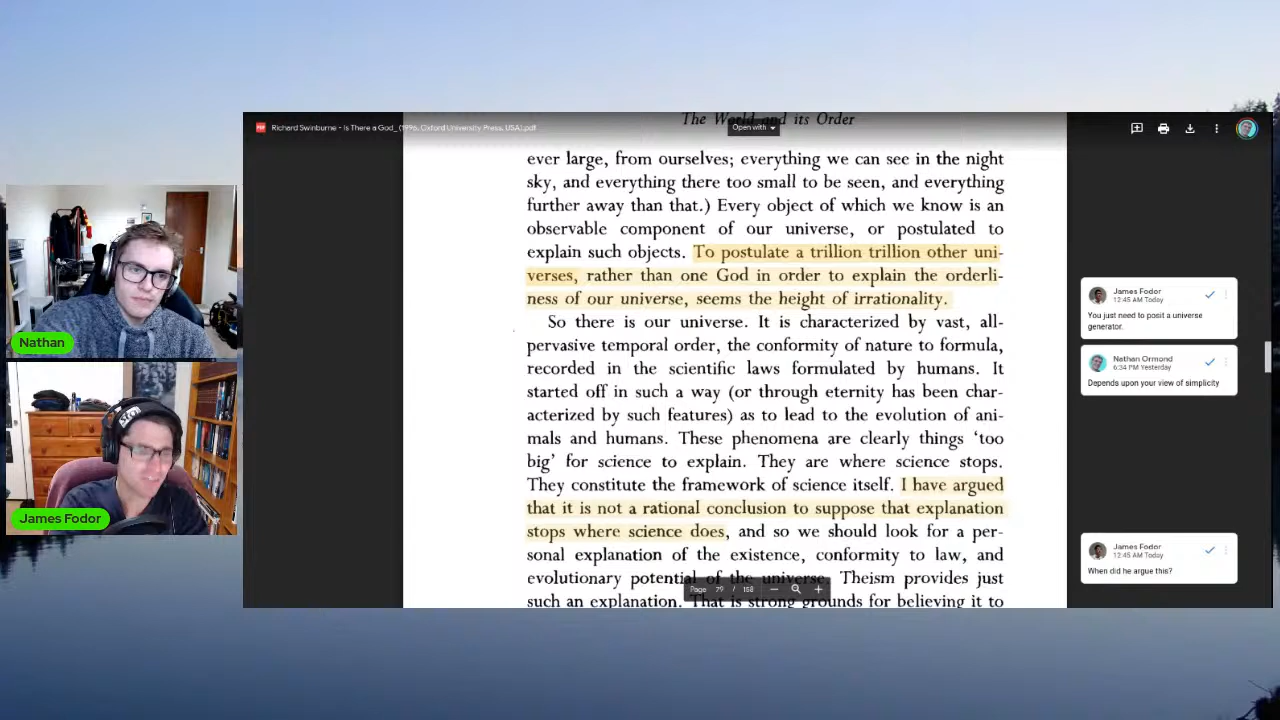 The World and its Order
Richard Swinburne - Is There a God_ (1996, Oxford University Press, USA).pdf
Open with
ever large, from ourselves; everything we can see in the night
sky, and everything there too small to be seen, and everything
further away than that.) Every object of which we know is an
observable component of our universe, or postulated to
explain such objects. To postulate a trillion trillion other uni-
verses, rather than one God in order to explain the orderli-
ness of our universe, seems the height of irrationality.
So there is our universe. It is characterized by vast, all-
pervasive temporal order, the conformity of nature to formula,
recorded in the scientific laws formulated by humans. It
started off in such a way (or through eternity has been char-
acterized by such features) as to lead to the evolution of ani-
mals and humans. These phenomena are clearly things ‘too
big’ for science to explain. They are where science stops.
They constitute the framework of science itself. I have argued
that it is not a rational conclusion to suppose that explanation
stops where science does, and so we should look for a per-
sonal explanation of the existence, conformity to law, and
evolutionary potential of the universe. Theism provides just
such an explanation. That is strong grounds for believing it to
Page 79 / 158
James Fodor
12:45 AM Today
You just need to posit a universe
generator.
Nathan Ormond
6:34 PM Yesterday
Depends upon your view of simplicity
James Fodor
12:45 AM Today
When did he argue this?
Nathan
James Fodor